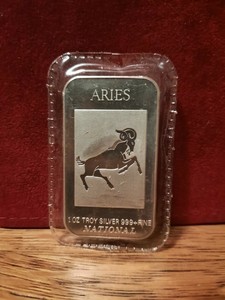 ARIES
1 OZ TROY SILVER 999+FINE
NATIONAL